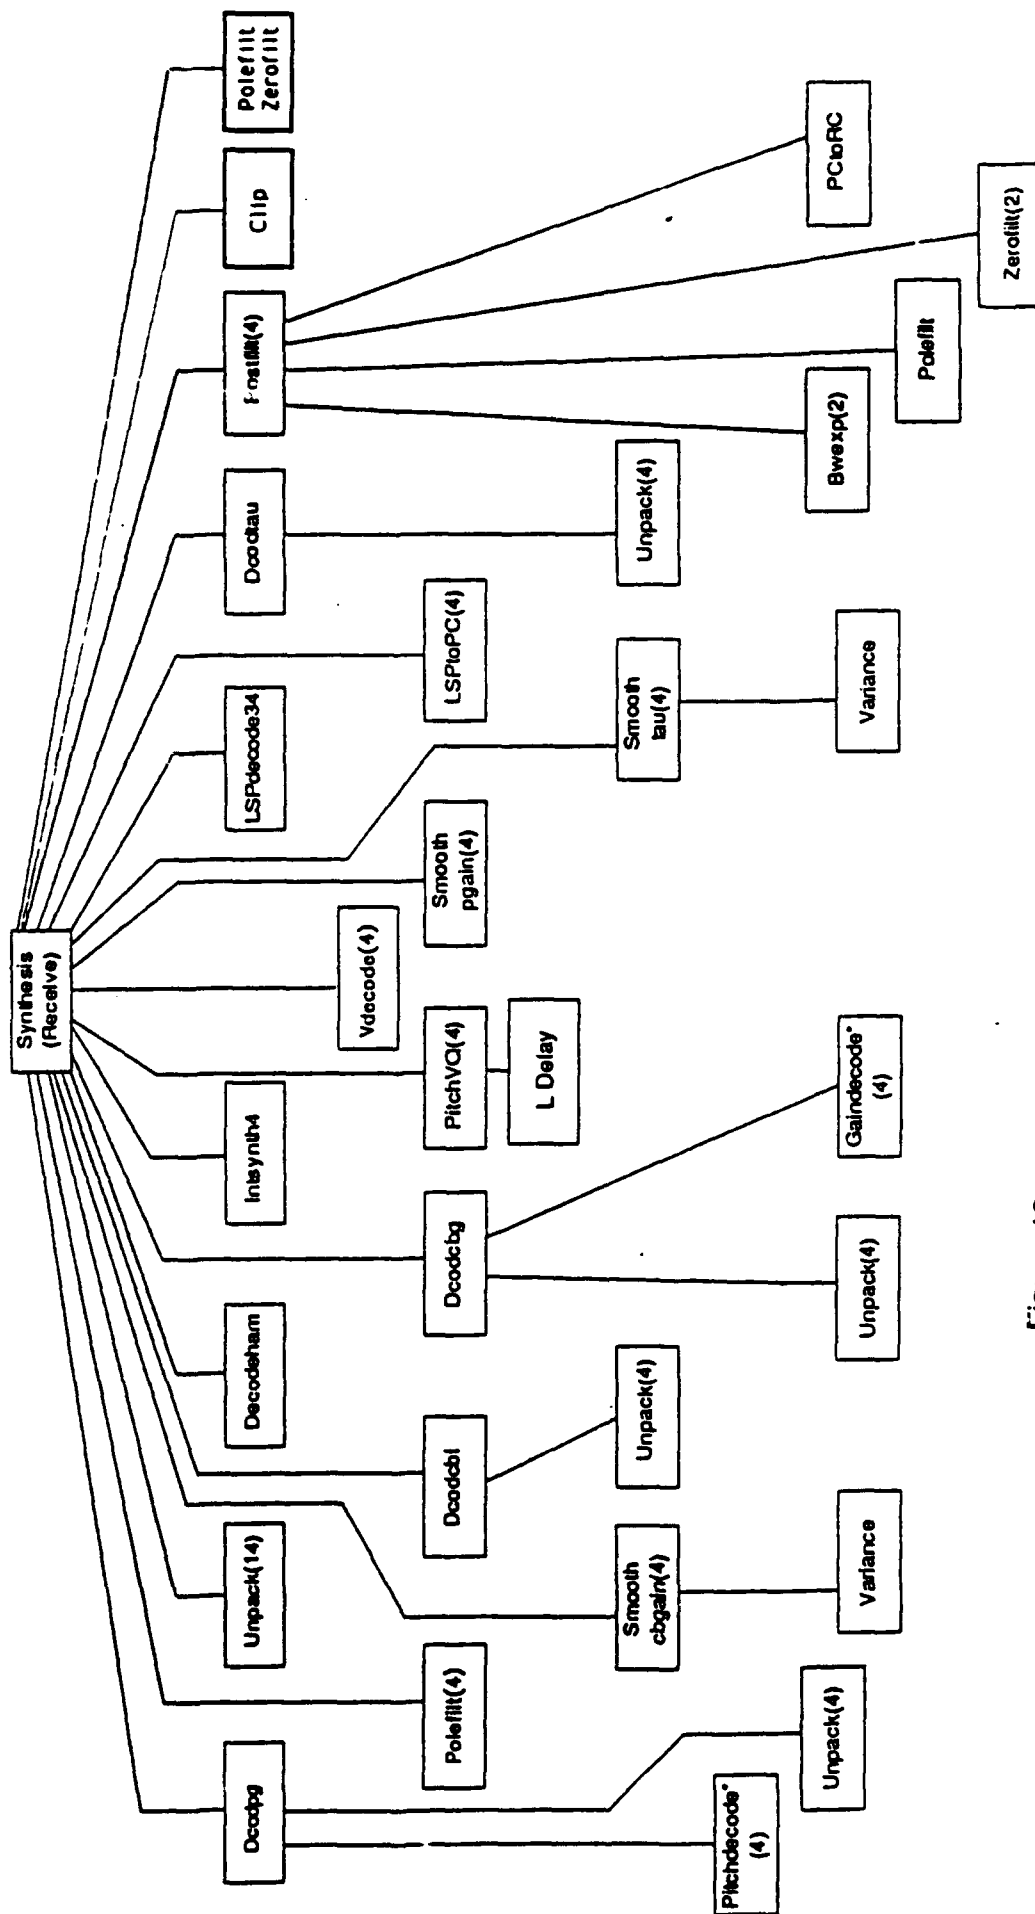 Synthesis
(Receive)
Dcodpg
Unpack(14)
Decodeham
Intsynth4
LSPdecode34
Dcodtau
Postfilt(4)
Clip
Polefilt
Zerofilt
Vdecode(4)
Polefilt(4)
Dcodcbi
Dcodcbg
PitchVQ(4)
Smooth
pgain(4)
LSPtoPC(4)
L Delay
Smooth
cbgain(4)
Unpack(4)
Smooth
tau(4)
Unpack(4)
Pitchdecode*
(4)
Unpack(4)
Variance
Unpack(4)
Gaindecode*
(4)
Variance
Bwexp(2)
PCtoRC
Polefilt
Zerofilt(2)